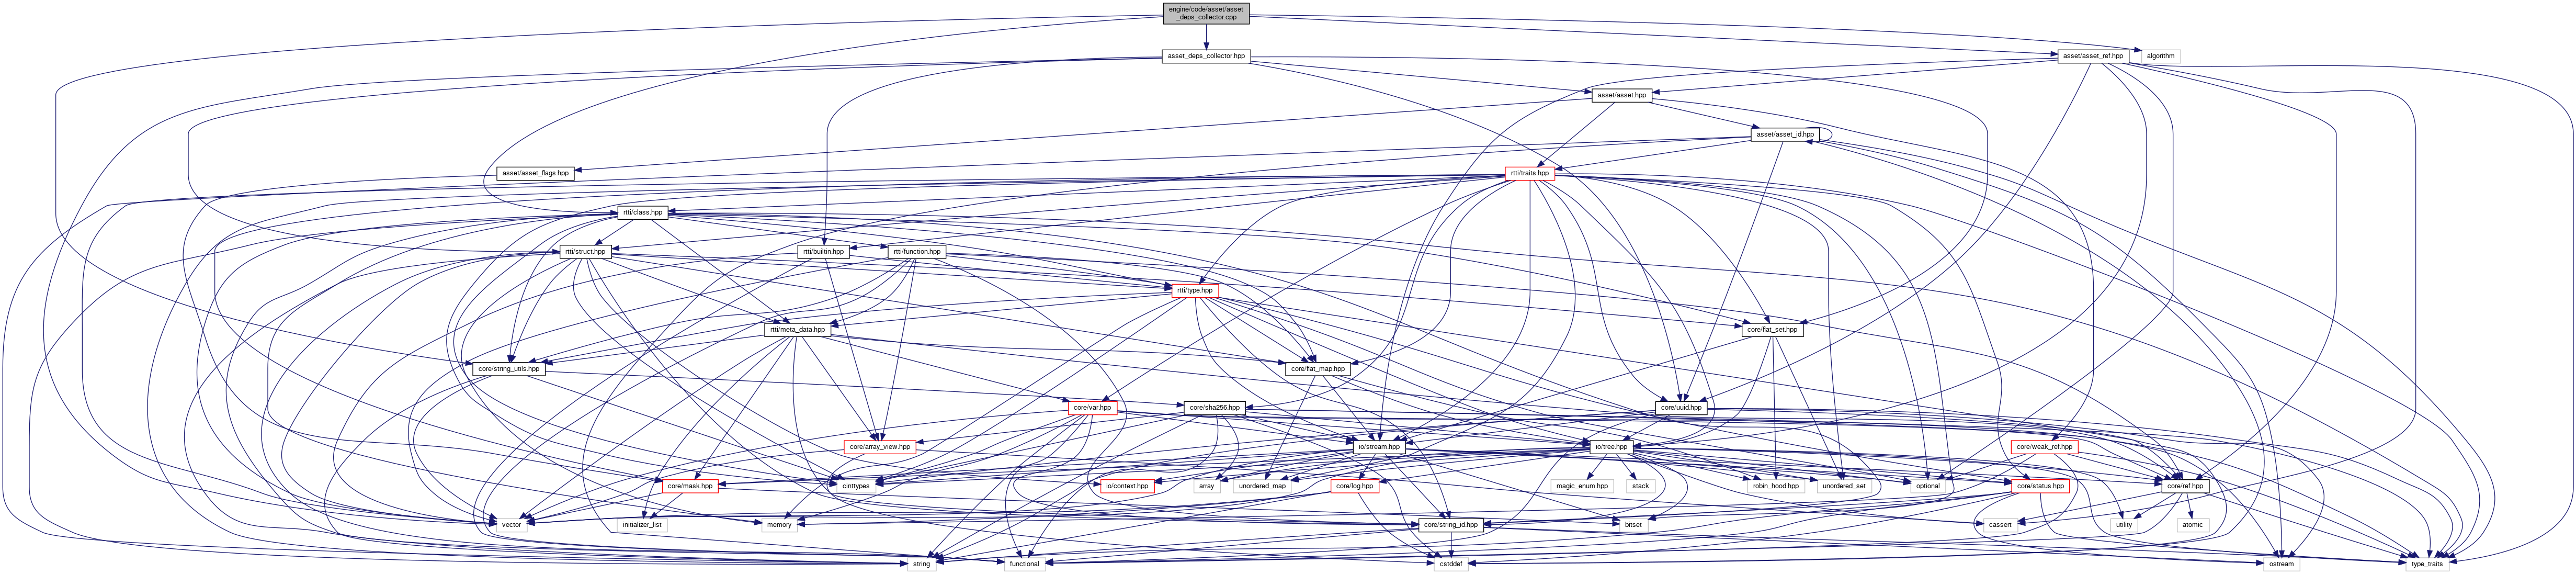 engine/code/asset/asset
_deps_collector.cpp
asset_deps_collector.hpp
asset/asset_ref.hpp
algorithm
asset/asset.hpp
asset/asset_id.hpp
asset/asset_flags.hpp
rtti/traits.hpp
rtti/class.hpp
rtti/struct.hpp
rtti/builtin.hpp
rtti/function.hpp
rtti/type.hpp
rtti/meta_data.hpp
core/flat_set.hpp
core/string_utils.hpp
core/flat_map.hpp
core/var.hpp
core/sha256.hpp
core/uuid.hpp
core/array_view.hpp
io/stream.hpp
io/tree.hpp
core/weak_ref.hpp
core/mask.hpp
cinttypes
io/context.hpp
array
unordered_map
core/log.hpp
magic_enum.hpp
stack
robin_hood.hpp
unordered_set
optional
core/status.hpp
core/ref.hpp
vector
initializer_list
memory
core/string_id.hpp
bitset
cassert
utility
atomic
string
functional
cstddef
ostream
type_traits